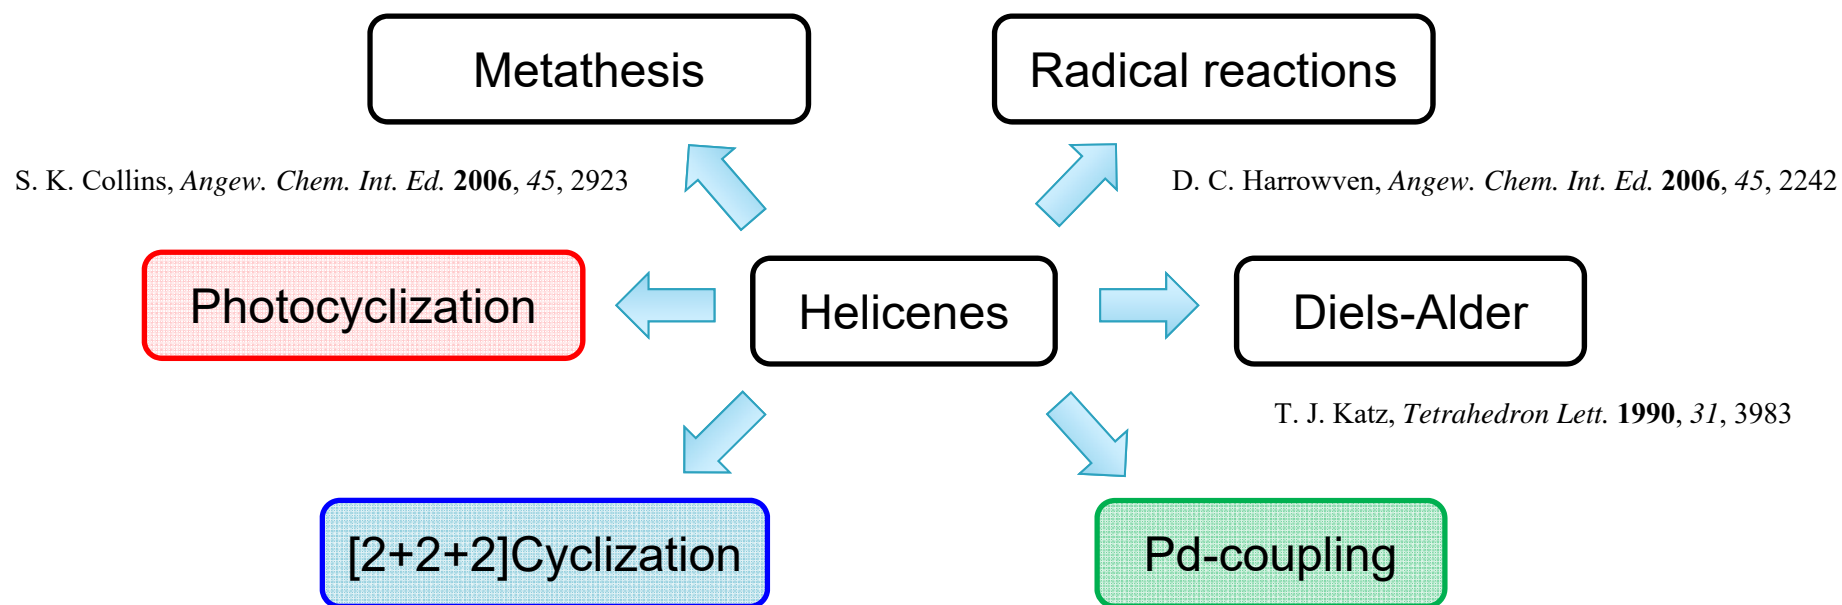 Metathesis
Radical reactions
S. K. Collins, Angew. Chem. Int. Ed. 2006, 45, 2923
D. C. Harrowven, Angew. Chem. Int. Ed. 2006, 45, 2242
Photocyclization
Helicenes
Diels-Alder
T. J. Katz, Tetrahedron Lett. 1990, 31, 3983
[2+2+2]Cyclization
Pd-coupling